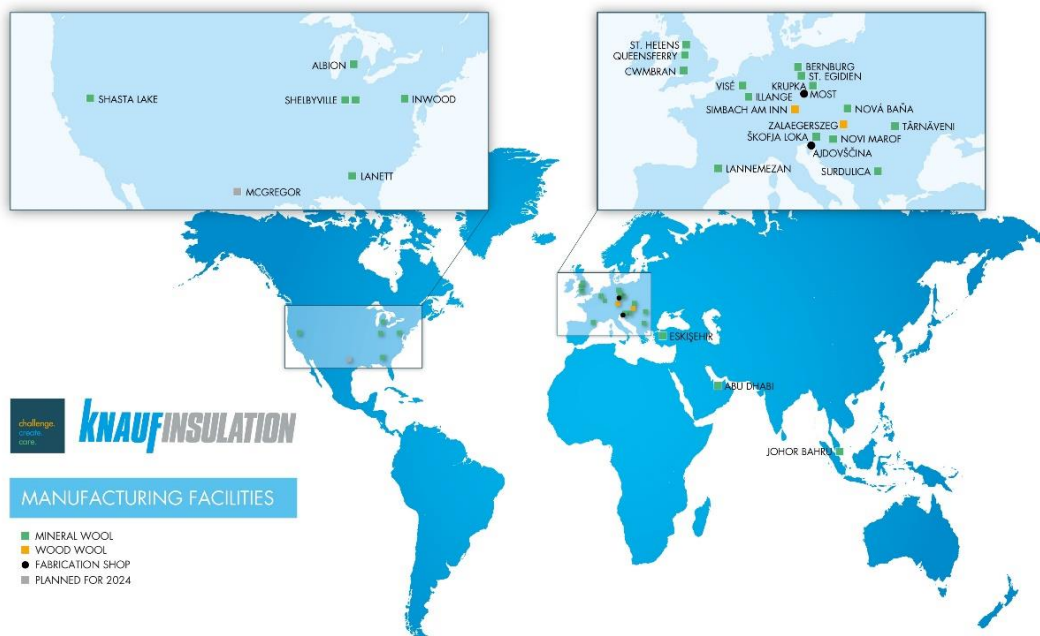 ALBION
SHASTA LAKE
SHELBYVILLE
INWOOD
LANETT
MCGREGOR
ST. HELENS
QUEENSFERRY
CWMBRAN
BERNBURG
ST. EGIDIEN
VISÉ
KRUPKA
ILLANGE
MOST
SIMBACH AM INN
NOVÁ BAŇA
ZALAEGERSZEG
TÂRNĂVENI
ŠKOFJA LOKA
NOVI MAROF
AJDOVŠČINA
LANNEMEZAN
SURDULICA
ESKIŞEHİR
ABU DHABI
JOHOR BAHRU
challenge.
create.
care.
KNAUFINSULATION
MANUFACTURING FACILITIES
MINERAL WOOL
WOOD WOOL
FABRICATION SHOP
PLANNED FOR 2024